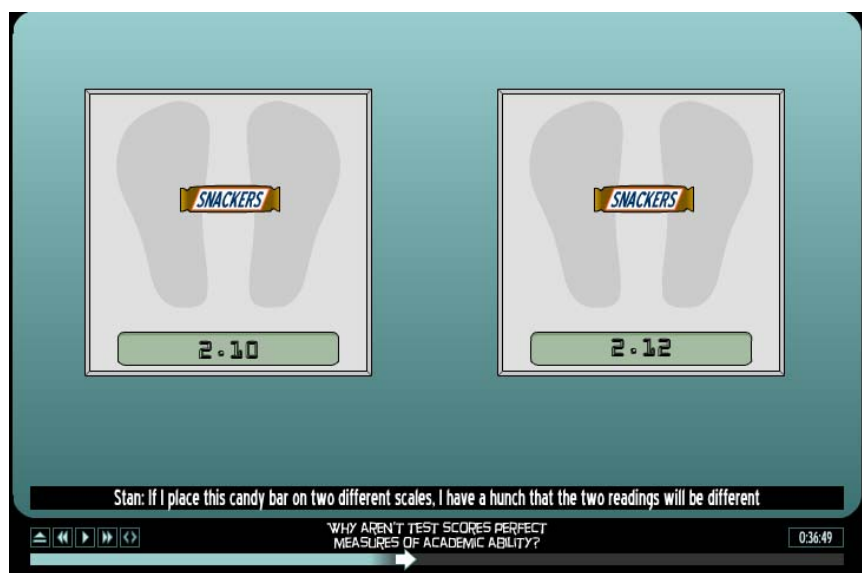 SNACKERS
SNACKERS
2.10
2.12
Stan: If I place this candy bar on two different scales, I have a hunch that the two readings will be different
WHY AREN'T TEST SCORES PERFECT
MEASURES OF ACADEMIC ABILITY?
0:36:49